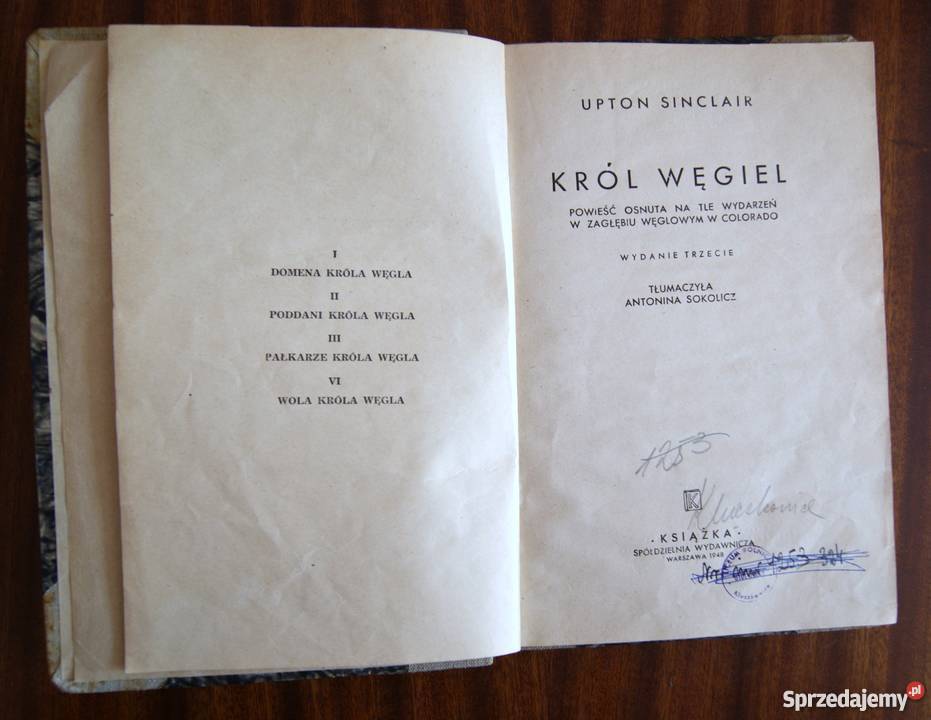 I
DOMENA KRÓLA WĘGLA
II
PODDANI KRÓLA WĘGLA
III
PAŁKARZE KRÓLA WĘGLA
VI
WOLA KRÓLA WĘGLA
UPTON SINCLAIR
KRÓL WĘGIEL
POWIEŚĆ OSNUTA NA TLE WYDARZEŃ
W ZAGŁĘBIU WĘGLOWYM W COLORADO
WYDANIE TRZECIE
TŁUMACZYŁA
ANTONINA SOKOLICZ
1253
K
· KSIĄŻKA ·
SPÓŁDZIELNIA WYDAWNICZA
WARSZAWA 1948
1253
Sprzedajemy.pl